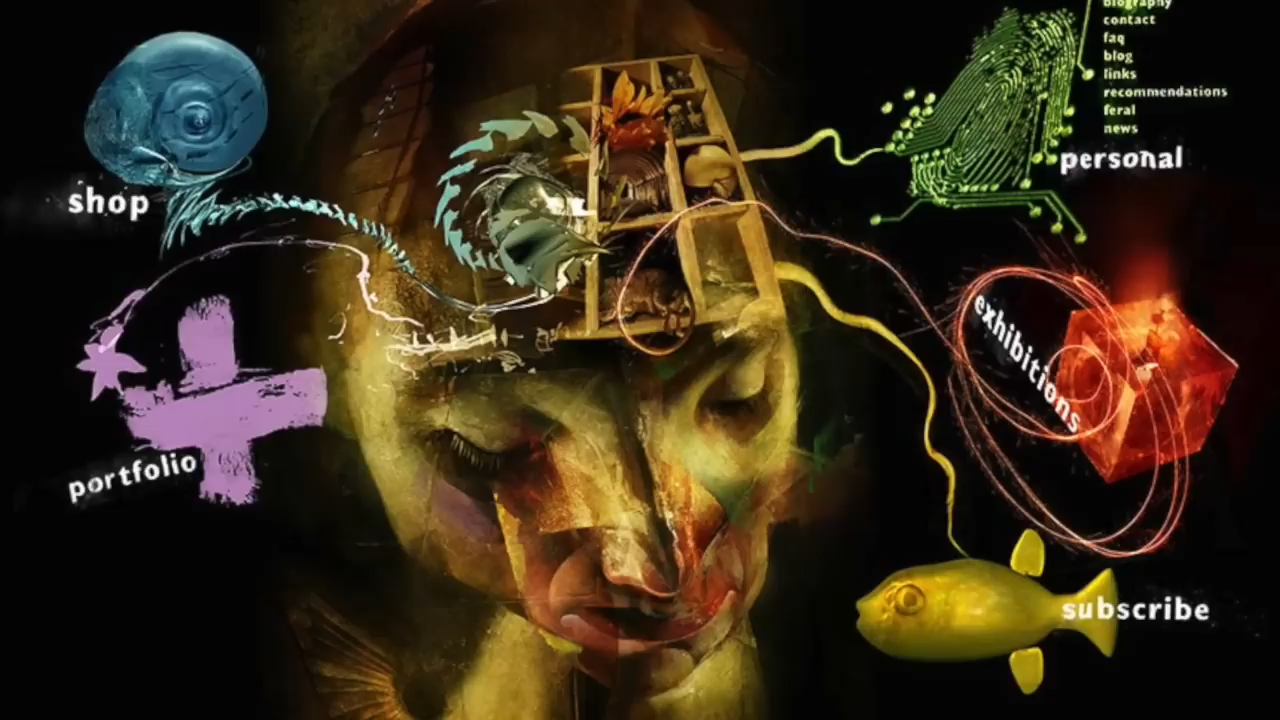 biography
contact
faq
blog
links
recommendations
feral
news
personal
shop
exhibitions
portfolio
subscribe